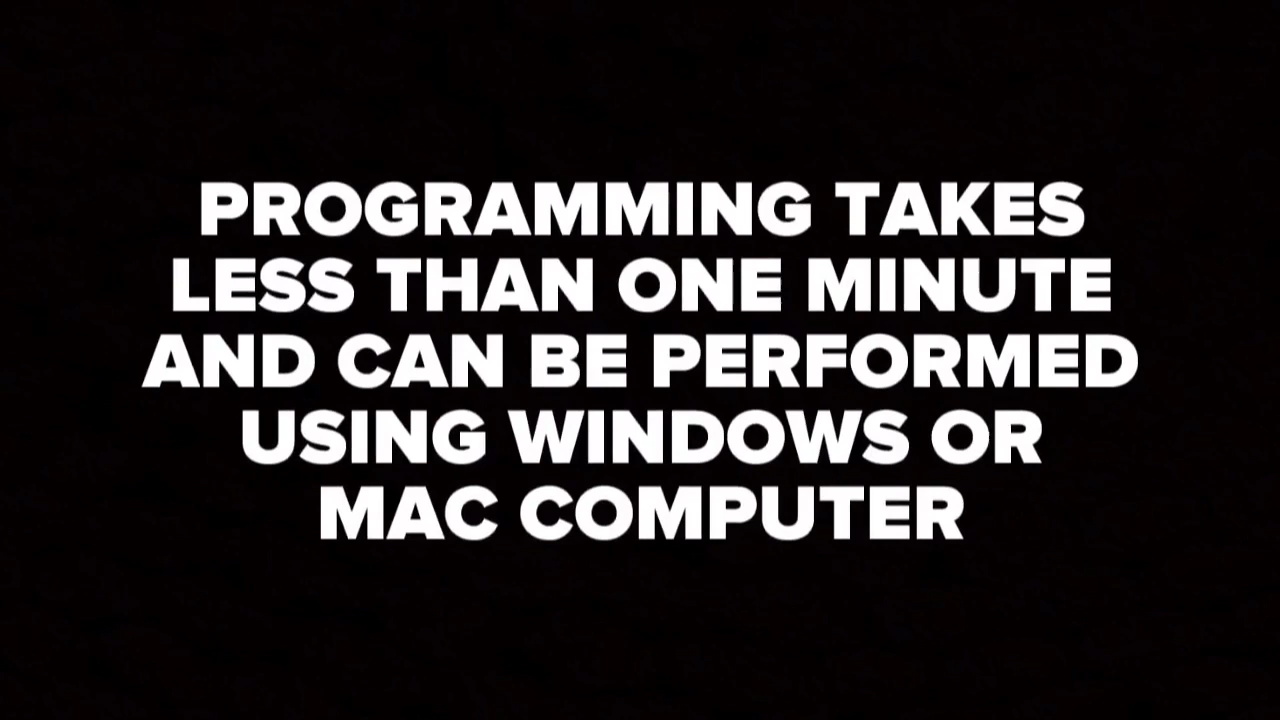 PROGRAMMING TAKES
LESS THAN ONE MINUTE
AND CAN BE PERFORMED
USING WINDOWS OR
MAC COMPUTER